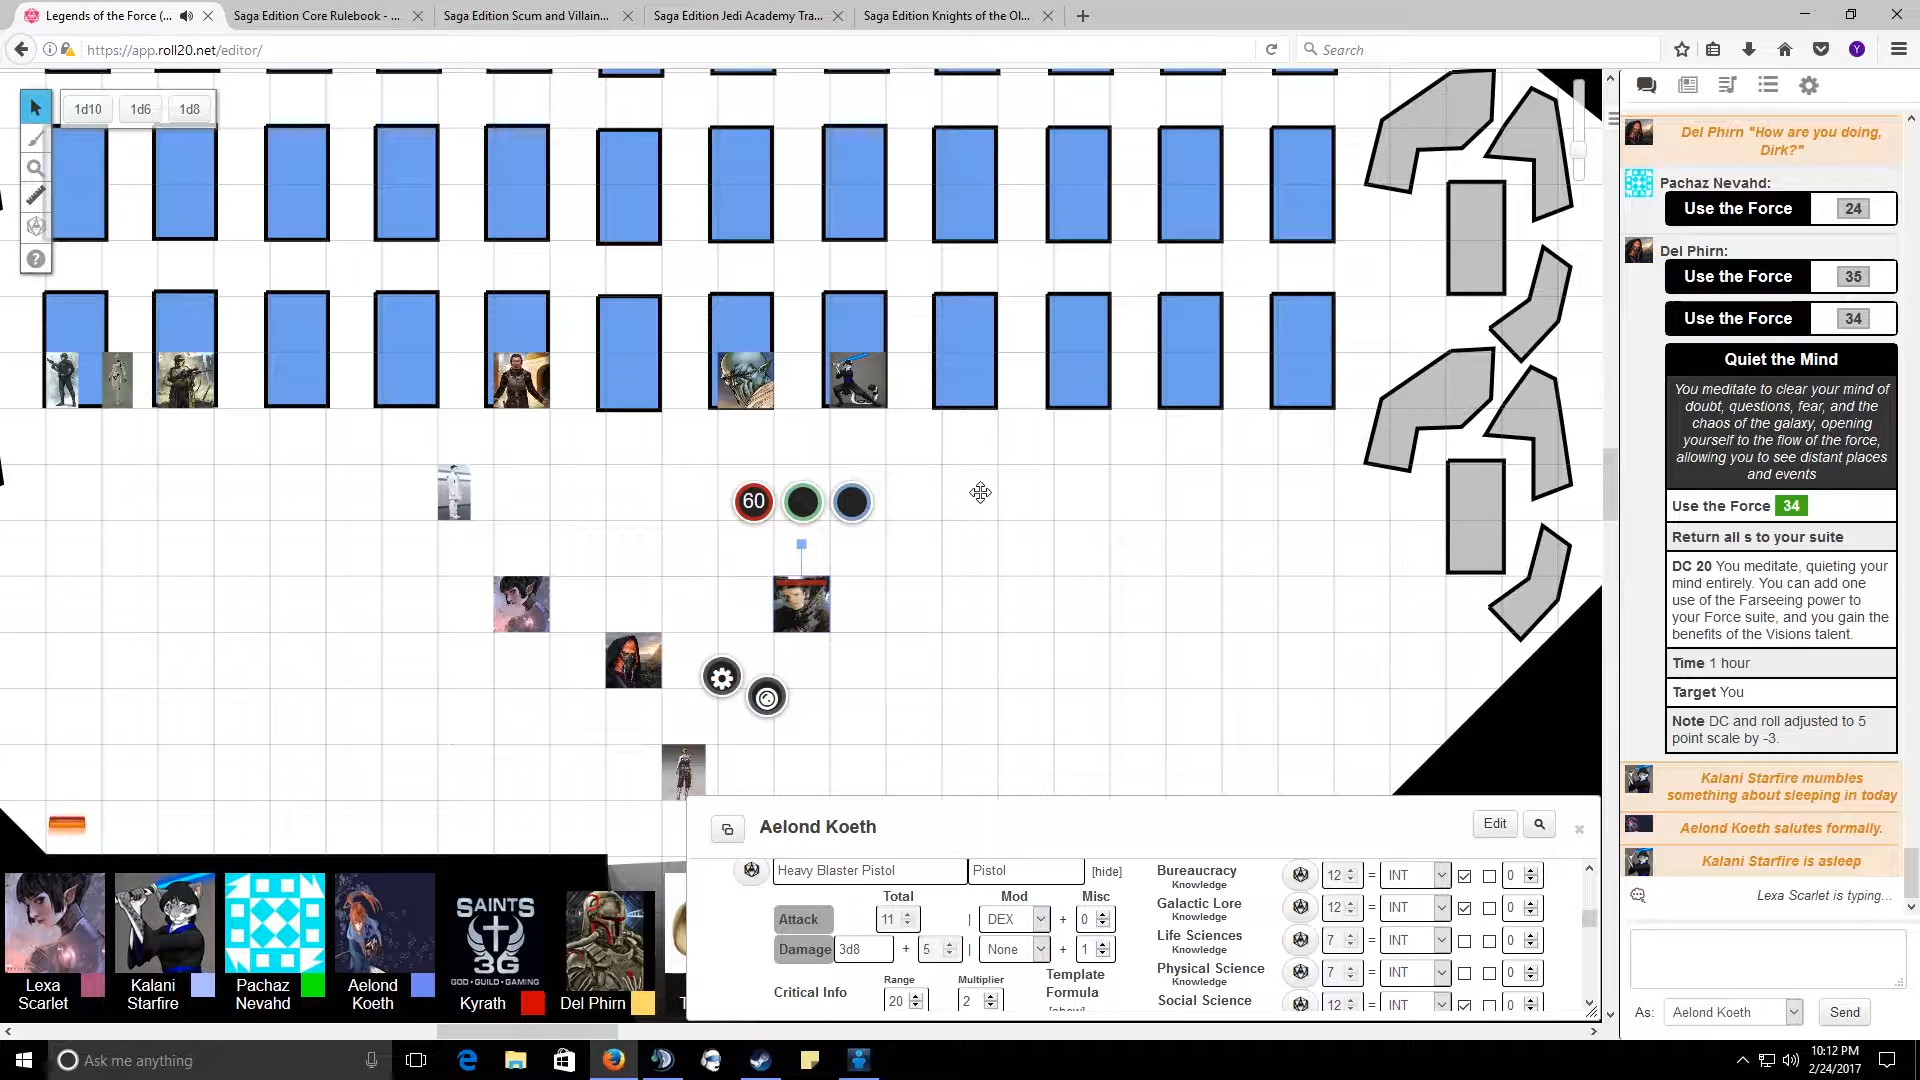 Legends of the Force (...
Saga Edition Core Rulebook - ...
Saga Edition Scum and Villain...
Saga Edition Jedi Academy Tra...
Saga Edition Knights of the Ol...
https://app.roll20.net/editor/
Search
1d10
1d6
1d8
60
Del Phirn "How are you doing,
Dirk?"
Pachaz Nevahd:
Use the Force 24
Del Phirn:
Use the Force 35
Use the Force 34
Quiet the Mind
You meditate to clear your mind of
doubt, questions, fear, and the
chaos of the galaxy, opening
yourself to the flow of the force,
allowing you to see distant places
and events
Use the Force 34
Return all s to your suite
DC 20 You meditate, quieting your
mind entirely. You can add one
use of the Farseeing power to
your Force suite, and you gain the
benefits of the Visions talent.
Time 1 hour
Target You
Note DC and roll adjusted to 5
point scale by -3.
Kalani Starfire mumbles
something about sleeping in today
Aelond Koeth salutes formally.
Kalani Starfire is asleep
Lexa Scarlet is typing...
As: Aelond Koeth
Send
Aelond Koeth
Edit
Heavy Blaster Pistol
Pistol
[hide]
Total
Mod
Misc
Attack
11
| DEX + 0
Damage
3d8 + 5 | None + 1
Critical Info
Range
20
Multiplier
2
Template
Formula
[show]
Bureaucracy
Knowledge
12 = INT 0
Galactic Lore
Knowledge
12 = INT 0
Life Sciences
Knowledge
7 = INT 0
Physical Science
Knowledge
7 = INT 0
Social Science
12 = INT 0
Lexa
Scarlet
Kalani
Starfire
Pachaz
Nevahd
Aelond
Koeth
SAINTS
3G
GOD • GUILD • GAMING
Kyrath
Del Phirn
T
Ask me anything
10:12 PM
2/24/2017